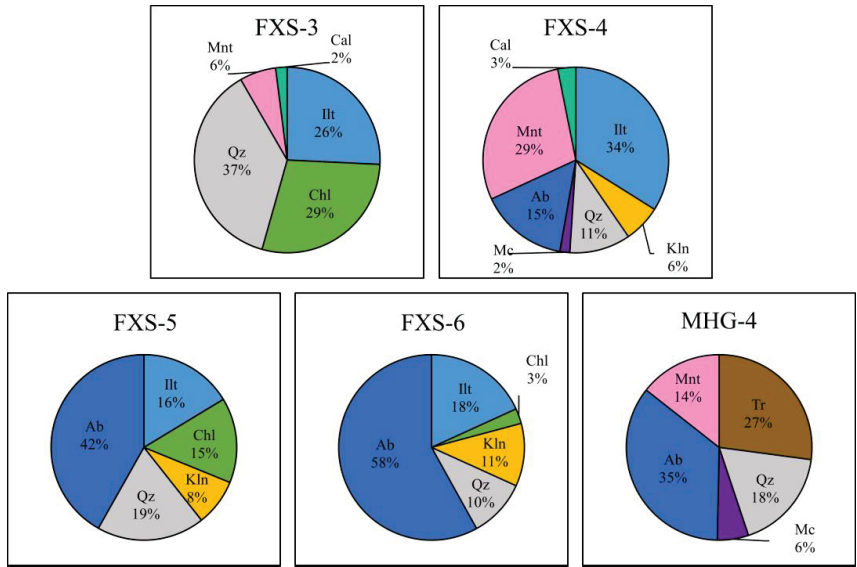 FXS-3
Mnt
6%
Cal
2%
Ilt
26%
Qz
37%
Chl
29%
FXS-4
Cal
3%
Mnt
29%
Ilt
34%
Ab
15%
Qz
11%
Mc
2%
Kln
6%
FXS-5
Ilt
16%
Ab
42%
Chl
15%
Kln
8%
Qz
19%
FXS-6
Chl
3%
Ilt
18%
Ab
58%
Kln
11%
Qz
10%
MHG-4
Mnt
14%
Tr
27%
Ab
35%
Qz
18%
Mc
6%